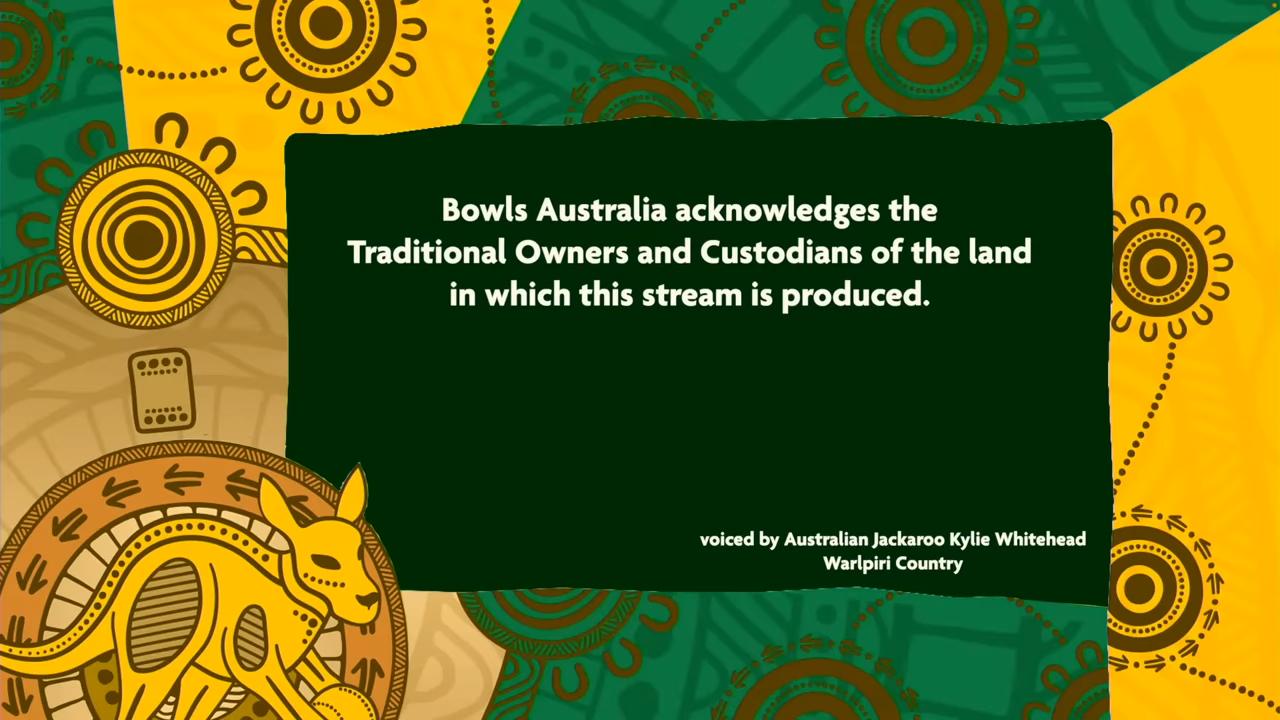 Bowls Australia acknowledges the
Traditional Owners and Custodians of the land
in which this stream is produced.
voiced by Australian Jackaroo Kylie Whitehead
Warlpiri Country